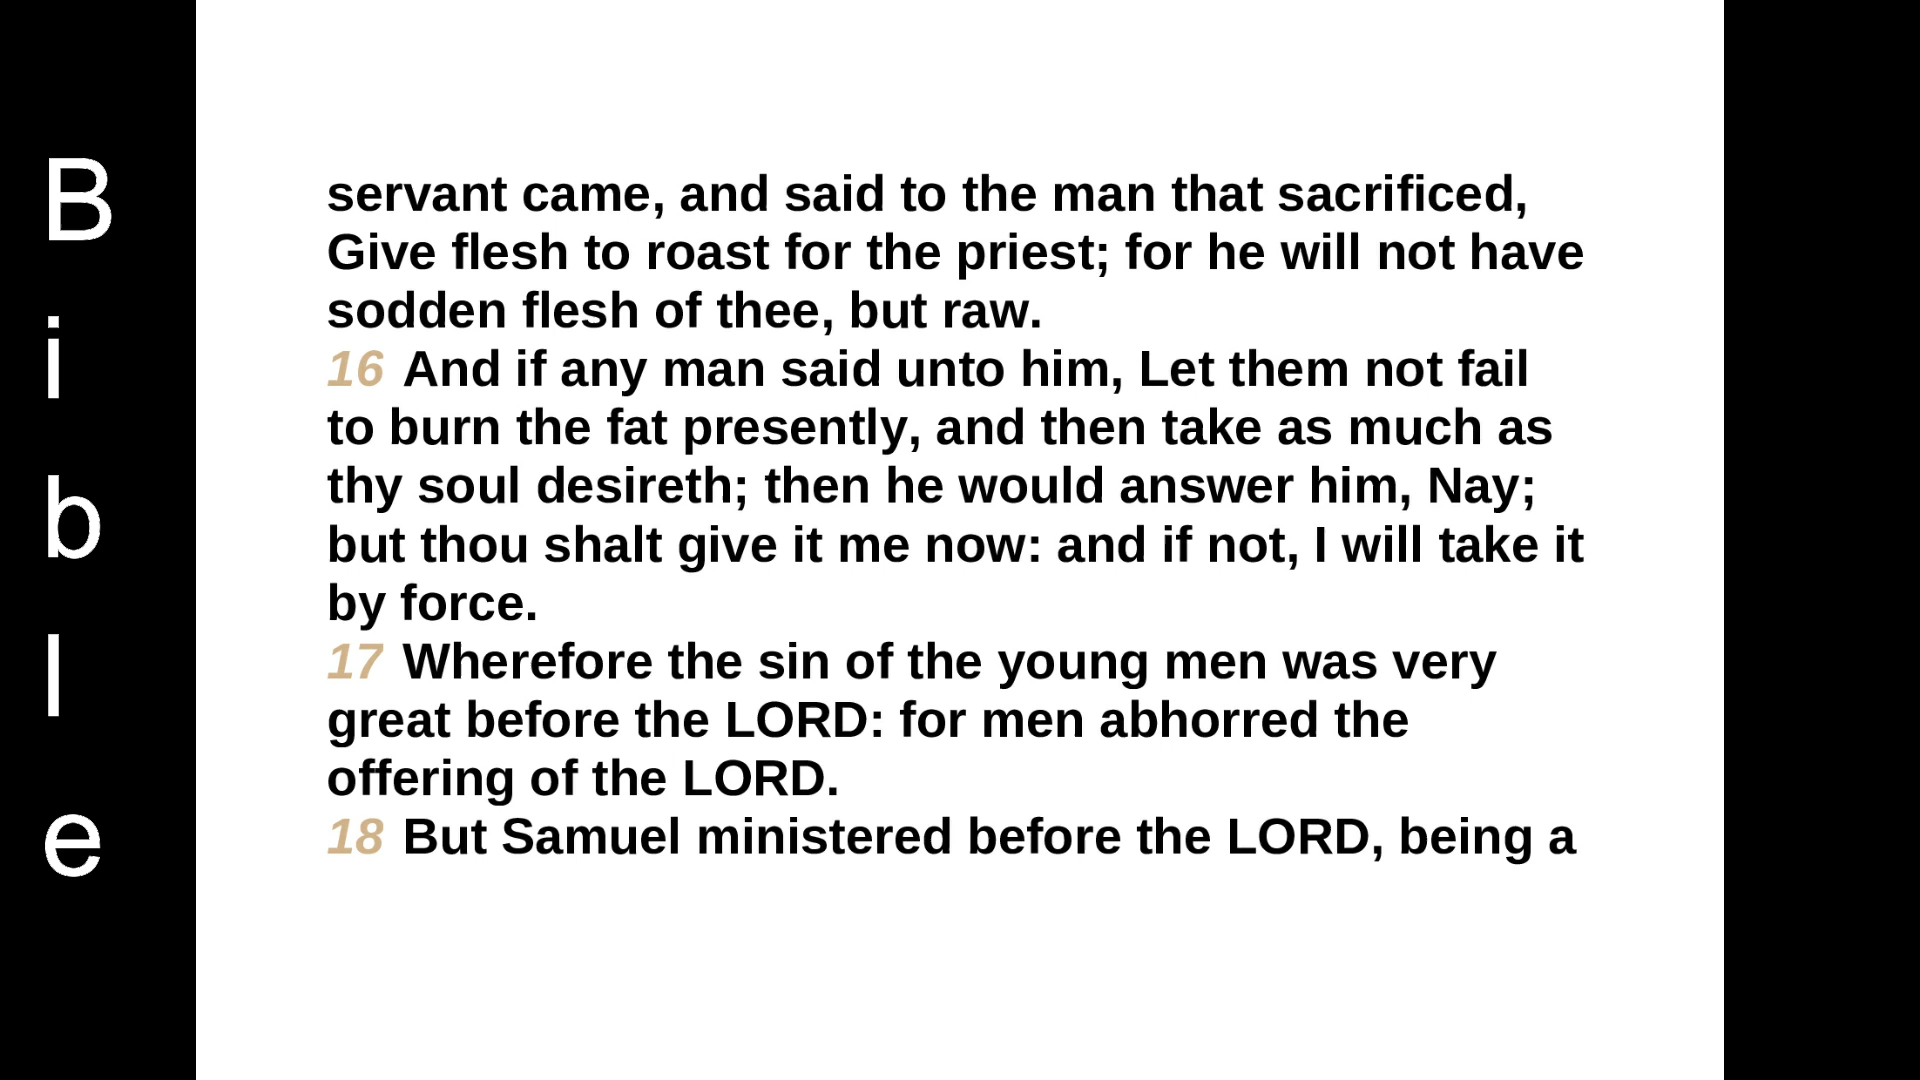 Bible
servant came, and said to the man that sacrificed,
Give flesh to roast for the priest; for he will not have
sodden flesh of thee, but raw.
16 And if any man said unto him, Let them not fail
to burn the fat presently, and then take as much as
thy soul desireth; then he would answer him, Nay;
but thou shalt give it me now: and if not, I will take it
by force.
17 Wherefore the sin of the young men was very
great before the LORD: for men abhorred the
offering of the LORD.
18 But Samuel ministered before the LORD, being a